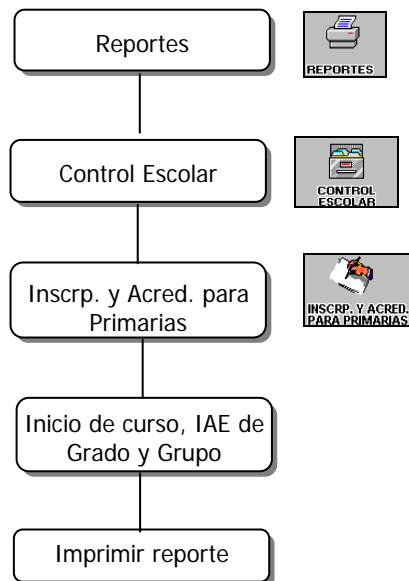 Reportes
REPORTES
Control Escolar
CONTROL
ESCOLAR
Inscrp. y Acred. para
Primarias
INSCRP. Y ACRED.
PARA PRIMARIAS
Inicio de curso, IAE de
Grado y Grupo
Imprimir reporte